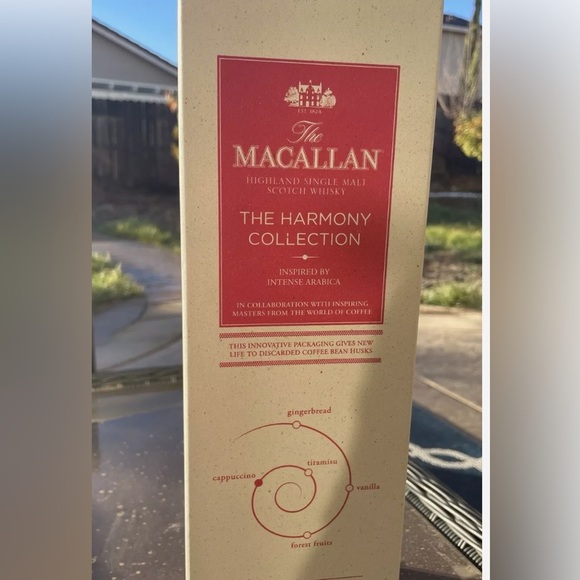 EST. 1824
The
MACALLAN
HIGHLAND SINGLE MALT
SCOTCH WHISKY
THE HARMONY
COLLECTION
INSPIRED BY
INTENSE ARABICA
IN COLLABORATION WITH INSPIRING
MASTERS FROM THE WORLD OF COFFEE
THIS INNOVATIVE PACKAGING GIVES NEW
LIFE TO DISCARDED COFFEE BEAN HUSKS
gingerbread
tiramisu
cappuccino
vanilla
forest fruits